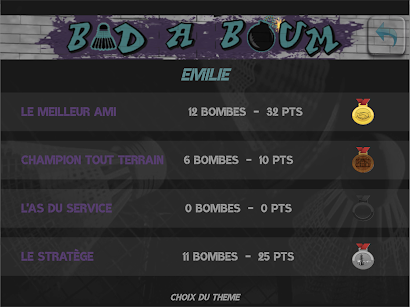 BAD A BOUM
EMILIE
LE MEILLEUR AMI 12 BOMBES - 32 PTS
CHAMPION TOUT TERRAIN 6 BOMBES - 10 PTS
L'AS DU SERVICE 0 BOMBES - 0 PTS
LE STRATÈGE 11 BOMBES - 25 PTS
CHOIX DU THEME